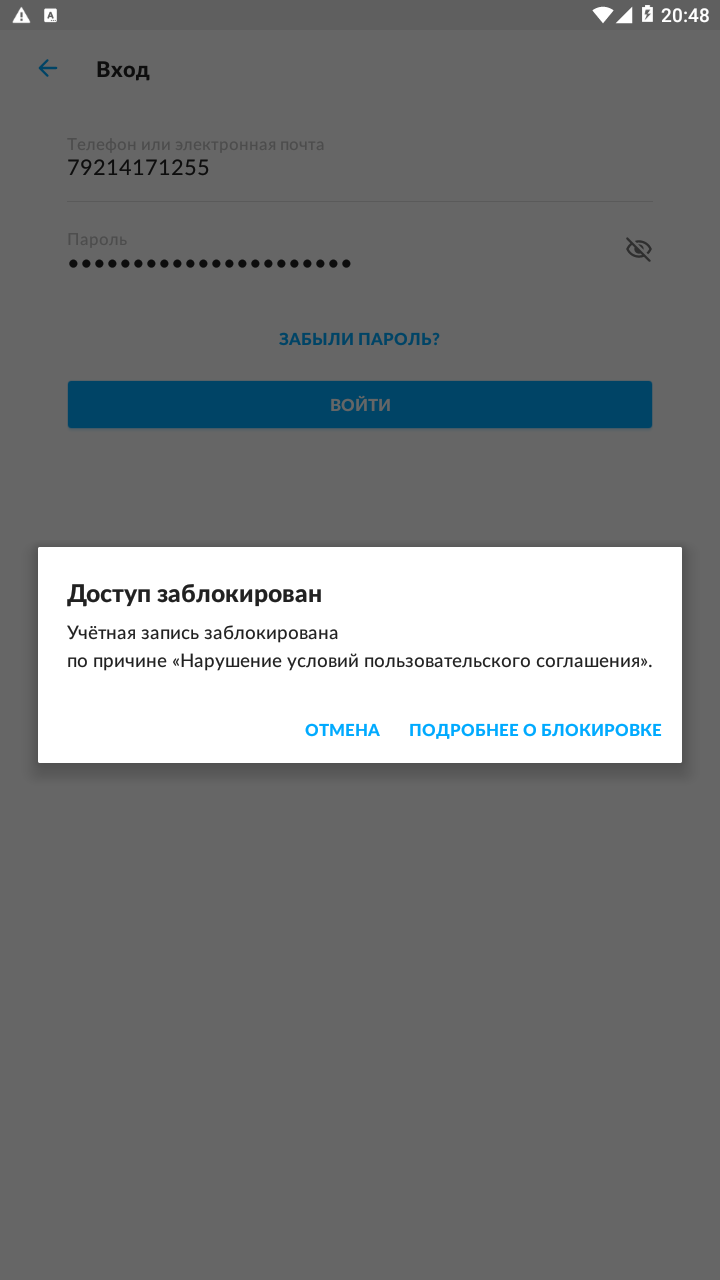 20:48
Вход
Телефон или электронная почта
79214171255
Пароль
••••••••••••••••••••••
ЗАБЫЛИ ПАРОЛЬ?
ВОЙТИ
Доступ заблокирован
Учётная запись заблокирована
по причине «Нарушение условий пользовательского соглашения».
ОТМЕНА ПОДРОБНЕЕ О БЛОКИРОВКЕ